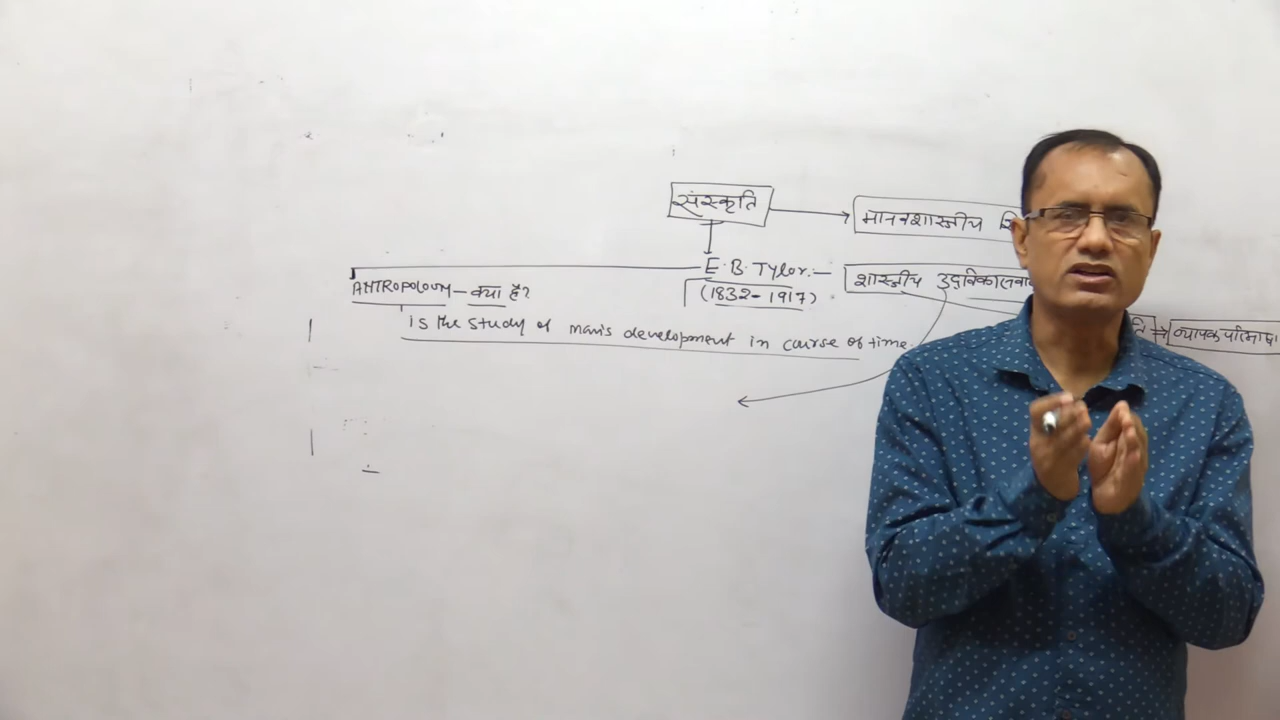 संस्कृति
मानवशास्त्रीय
E. B. Tylor. — शास्त्रीय उद्विकासवा
ANTROPOLOGY — क्या है?
(1832 - 1917)
is the study of man's development in course of time.
ति
व्यापक परिभाषा